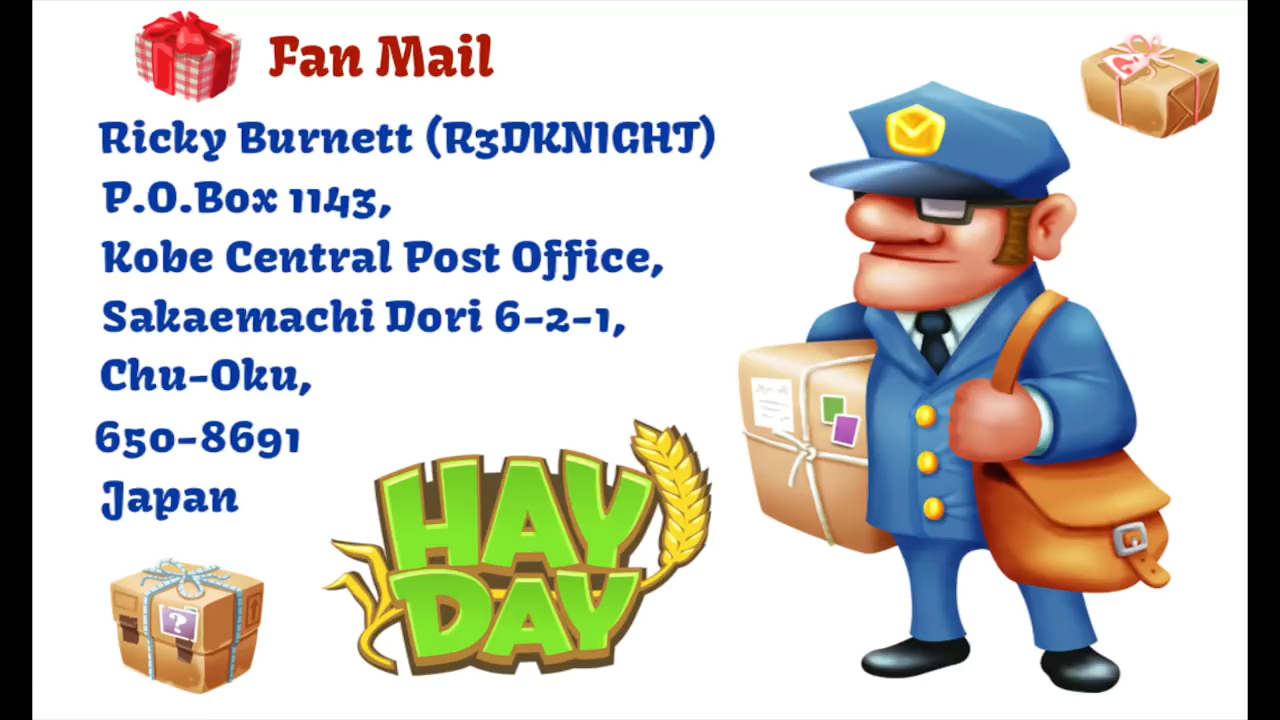 Fan Mail
Ricky Burnett (R3DKNIGHT)
P.O.Box 1143,
Kobe Central Post Office,
Sakaemachi Dori 6-2-1,
Chu-Oku,
650-8691
Japan
HAY
DAY
?